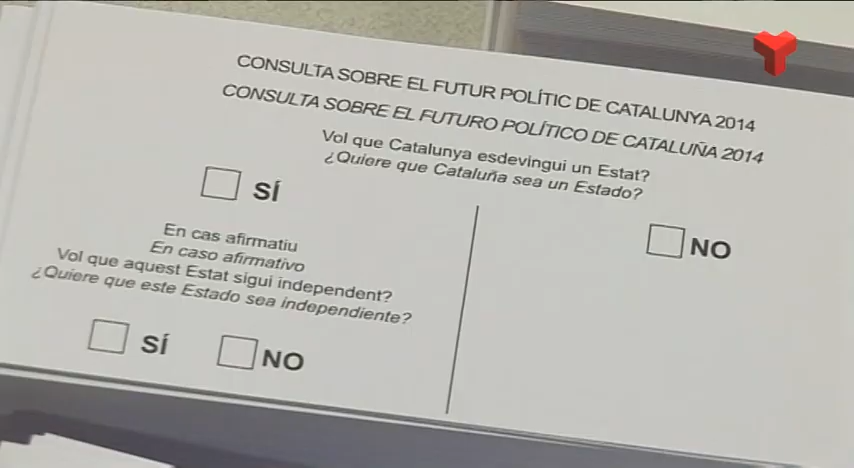 CONSULTA SOBRE EL FUTUR POLÍTIC DE CATALUNYA 2014
CONSULTA SOBRE EL FUTURO POLÍTICO DE CATALUÑA 2014
Vol que Catalunya esdevingui un Estat?
¿Quiere que Cataluña sea un Estado?
SÍ
NO
En cas afirmatiu
En caso afirmativo
Vol que aquest Estat sigui independent?
¿Quiere que este Estado sea independiente?
SÍ NO